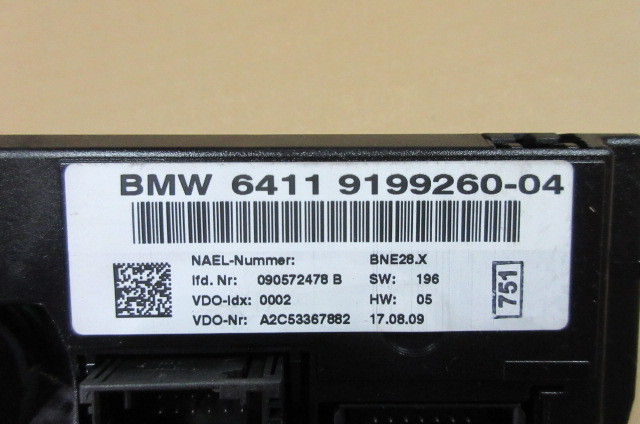 BMW 6411 9199260-04
NAEL-Nummer: BNE28.X
lfd. Nr: 090572478 B SW: 196
VDO-Idx: 0002 HW: 05
VDO-Nr: A2C53367882 17.08.09
751